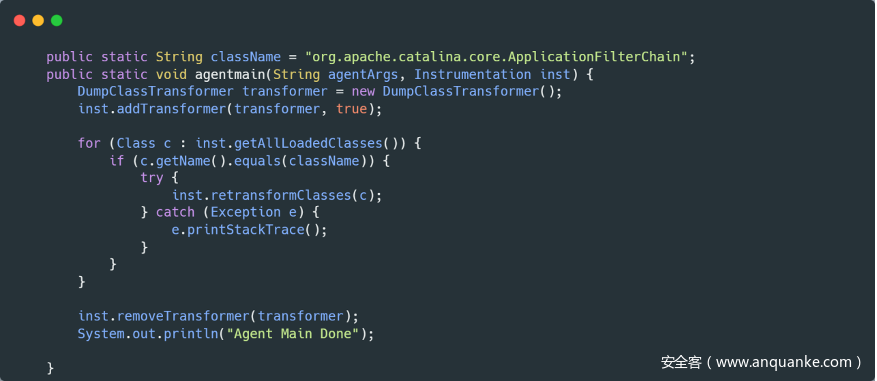 public static String className = "org.apache.catalina.core.ApplicationFilterChain";
public static void agentmain(String agentArgs, Instrumentation inst) {
    DumpClassTransformer transformer = new DumpClassTransformer();
    inst.addTransformer(transformer, true);

    for (Class c : inst.getAllLoadedClasses()) {
        if (c.getName().equals(className)) {
            try {
                inst.retransformClasses(c);
            } catch (Exception e) {
                e.printStackTrace();
            }
        }
    }

    inst.removeTransformer(transformer);
    System.out.println("Agent Main Done");

}
安全客（www.anquanke.com）